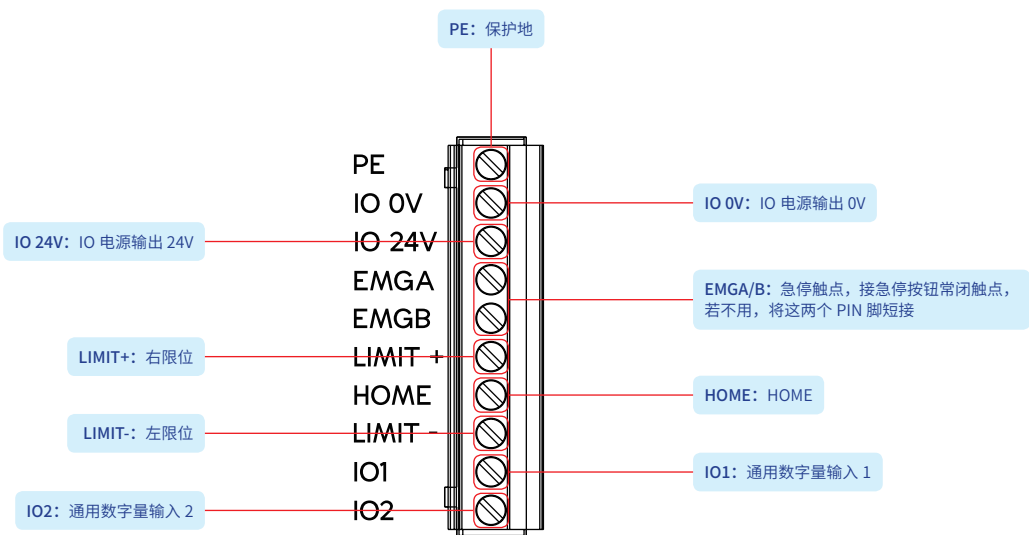 PE：保护地
PE
IO 0V
IO 0V：IO 电源输出 0V
IO 24V：IO 电源输出 24V
IO 24V
EMGA
EMGA/B：急停触点，接急停按钮常闭触点，
若不用，将这两个 PIN 脚短接
EMGB
LIMIT+：右限位
LIMIT +
HOME
HOME：HOME
LIMIT-：左限位
LIMIT -
IO1
IO1：通用数字量输入 1
IO2：通用数字量输入 2
IO2